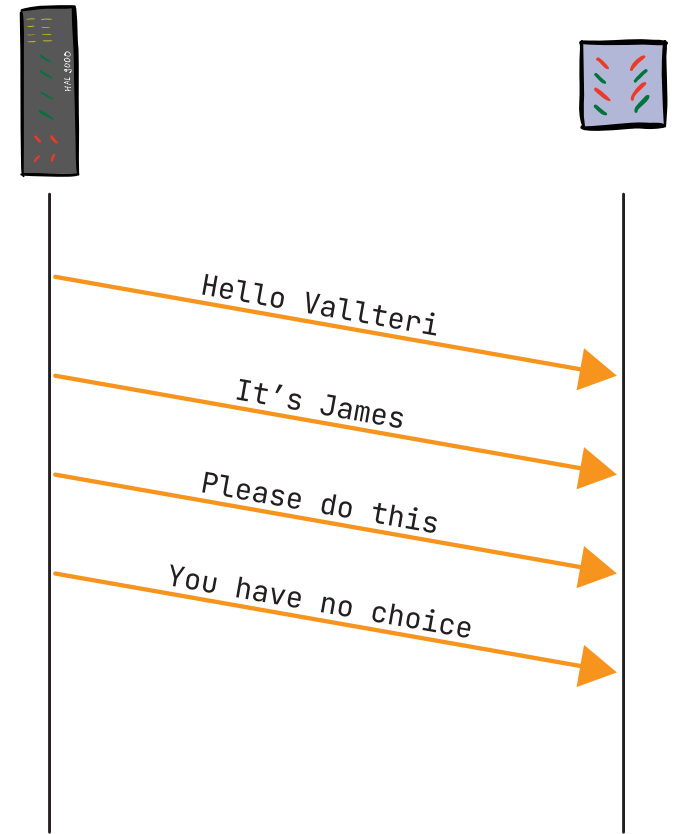 HAL 9000
Hello Vallteri
It’s James
Please do this
You have no choice